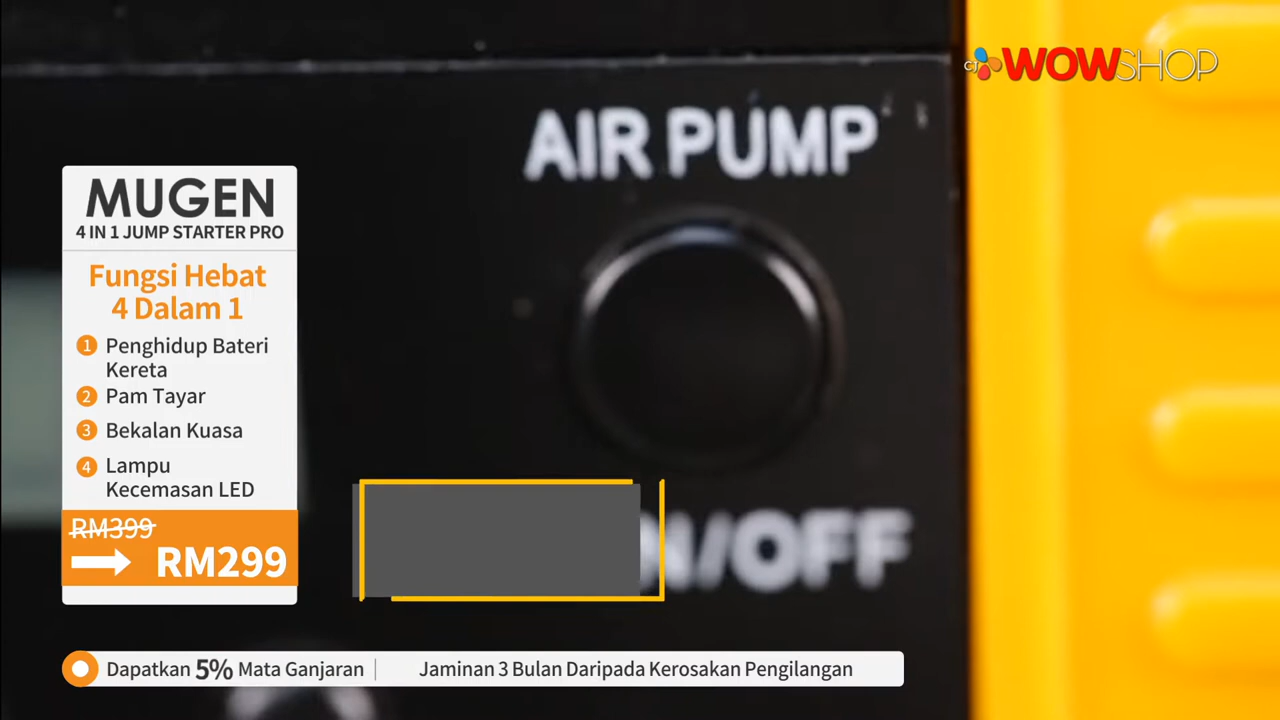 CJ WOWSHOP
AIR PUMP
MUGEN
4 IN 1 JUMP STARTER PRO
Fungsi Hebat
4 Dalam 1
1 Penghidup Bateri
Kereta
2 Pam Tayar
3 Bekalan Kuasa
4 Lampu
Kecemasan LED
RM399
RM299
/OFF
Dapatkan 5% Mata Ganjaran | Jaminan 3 Bulan Daripada Kerosakan Pengilangan